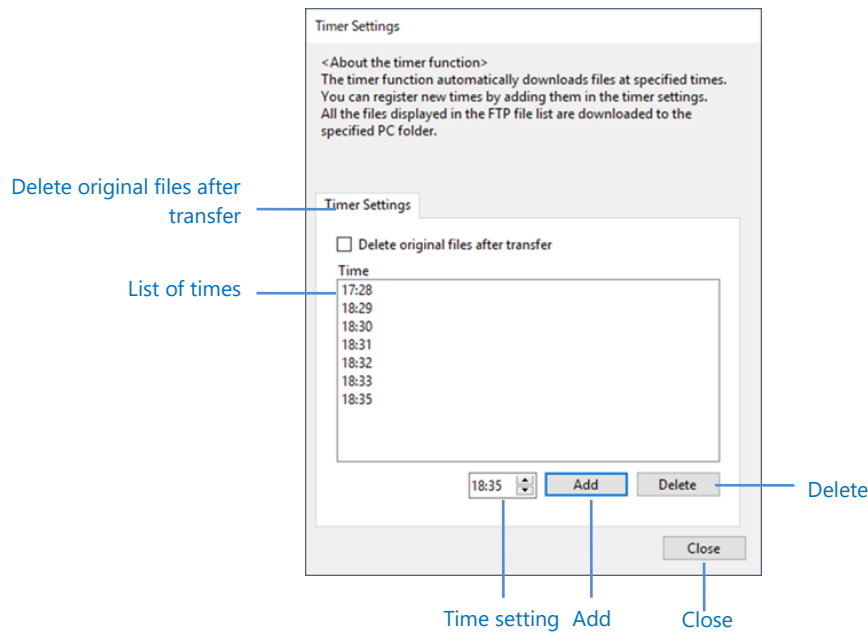 Timer Settings
<About the timer function>
The timer function automatically downloads files at specified times.
You can register new times by adding them in the timer settings.
All the files displayed in the FTP file list are downloaded to the
specified PC folder.
Delete original files after
transfer
Timer Settings
Delete original files after transfer
Time
List of times
17:28
18:29
18:30
18:31
18:32
18:33
18:35
18:35 Add Delete
Delete
Close
Time setting Add Close